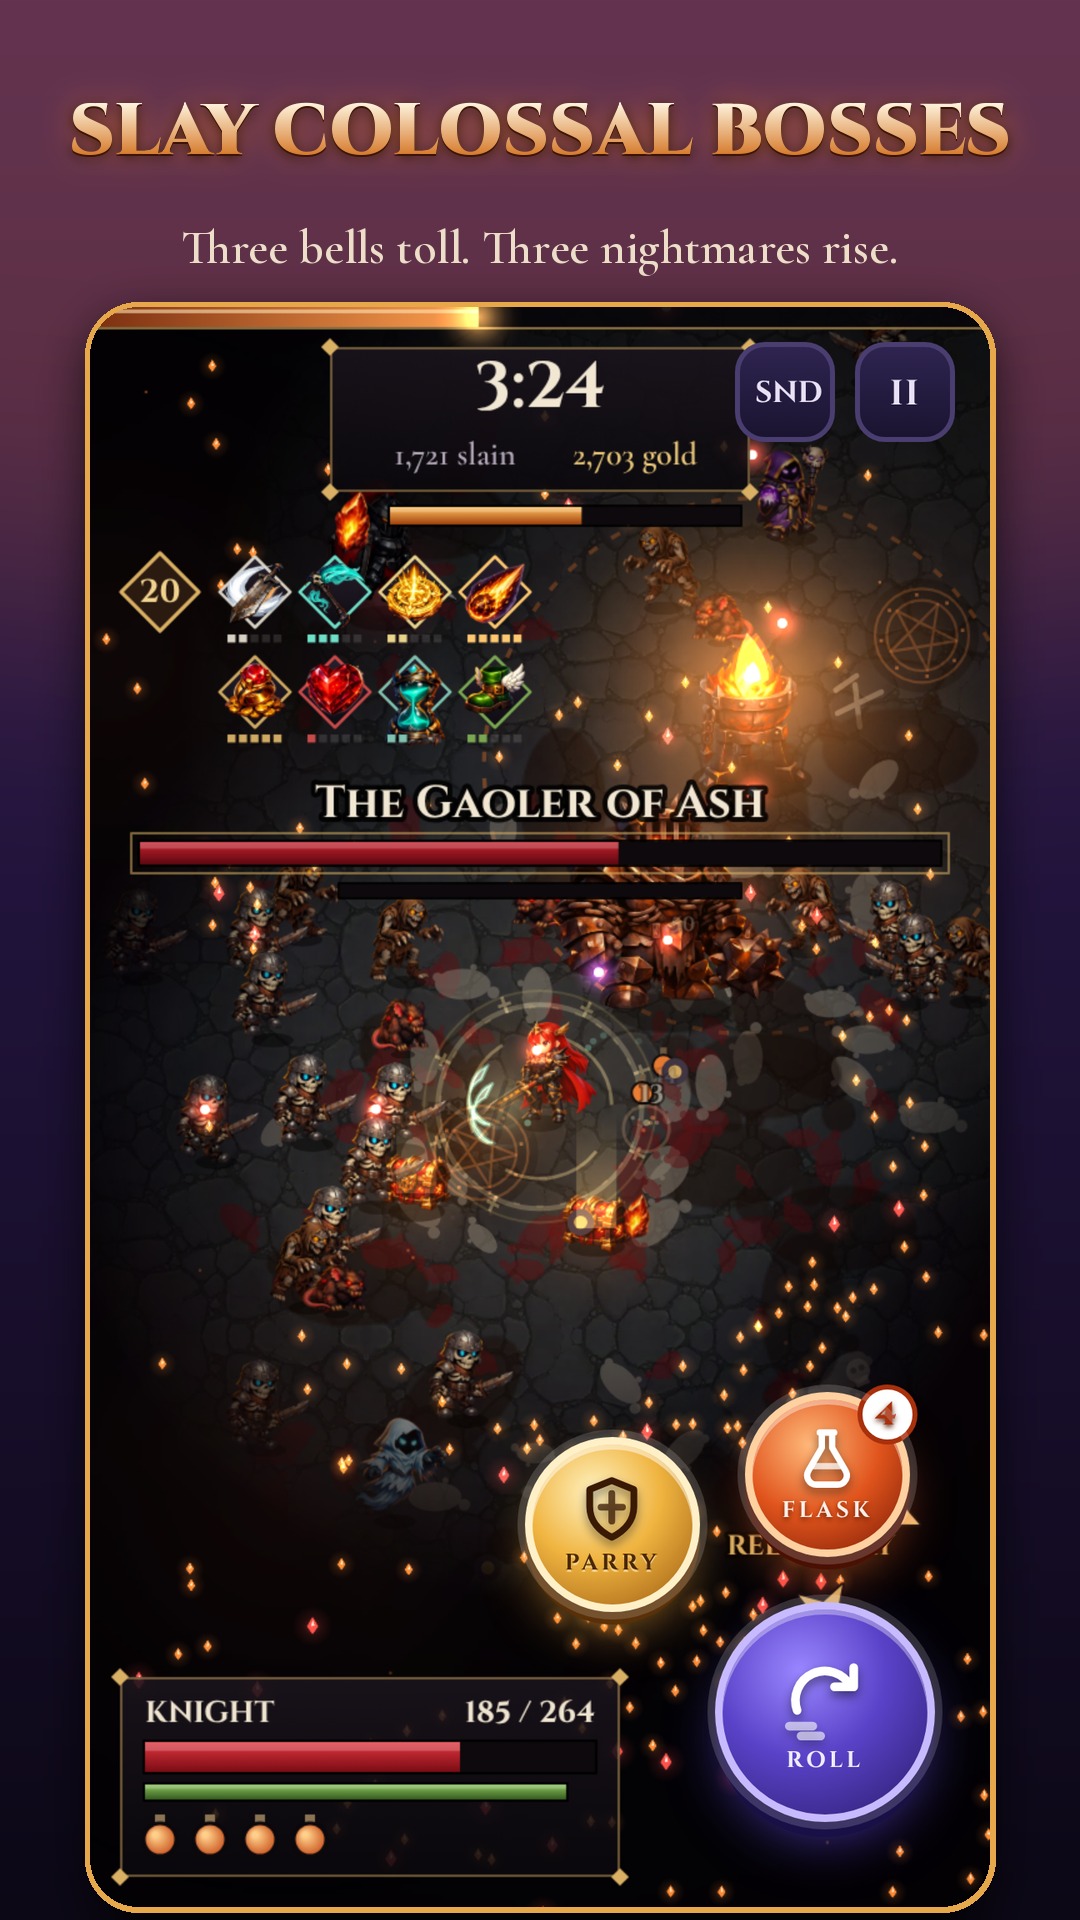 SLAY COLOSSAL BOSSES
Three bells toll. Three nightmares rise.
3:24
SND
II
1,721 slain
2,703 gold
20
THE GAOLER OF ASH
13
4
FLASK
PARRY
ROLL
KNIGHT
185 / 264